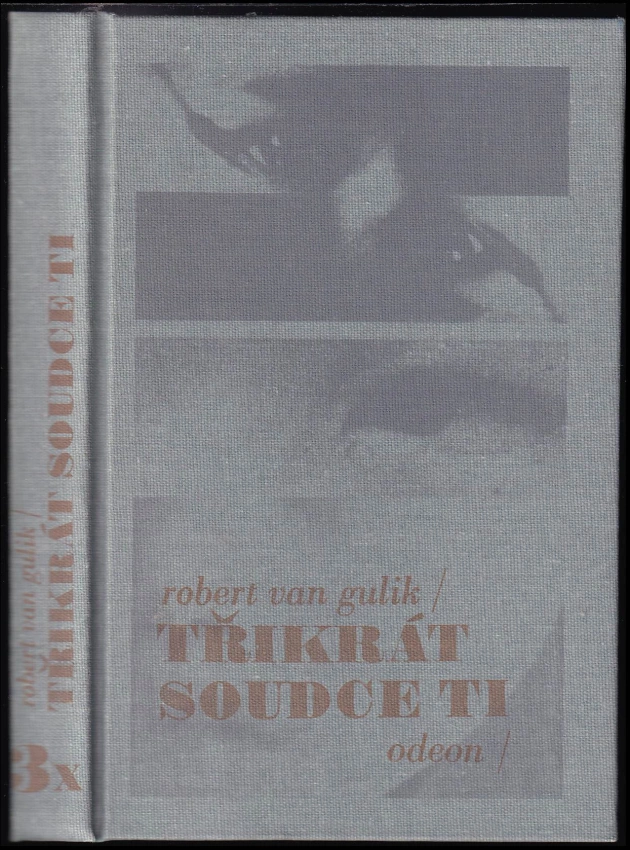 robert van gulik /
TŘIKRÁT SOUDCE TI
3x
robert van gulik /
TŘIKRÁT
SOUDCE TI
odeon /